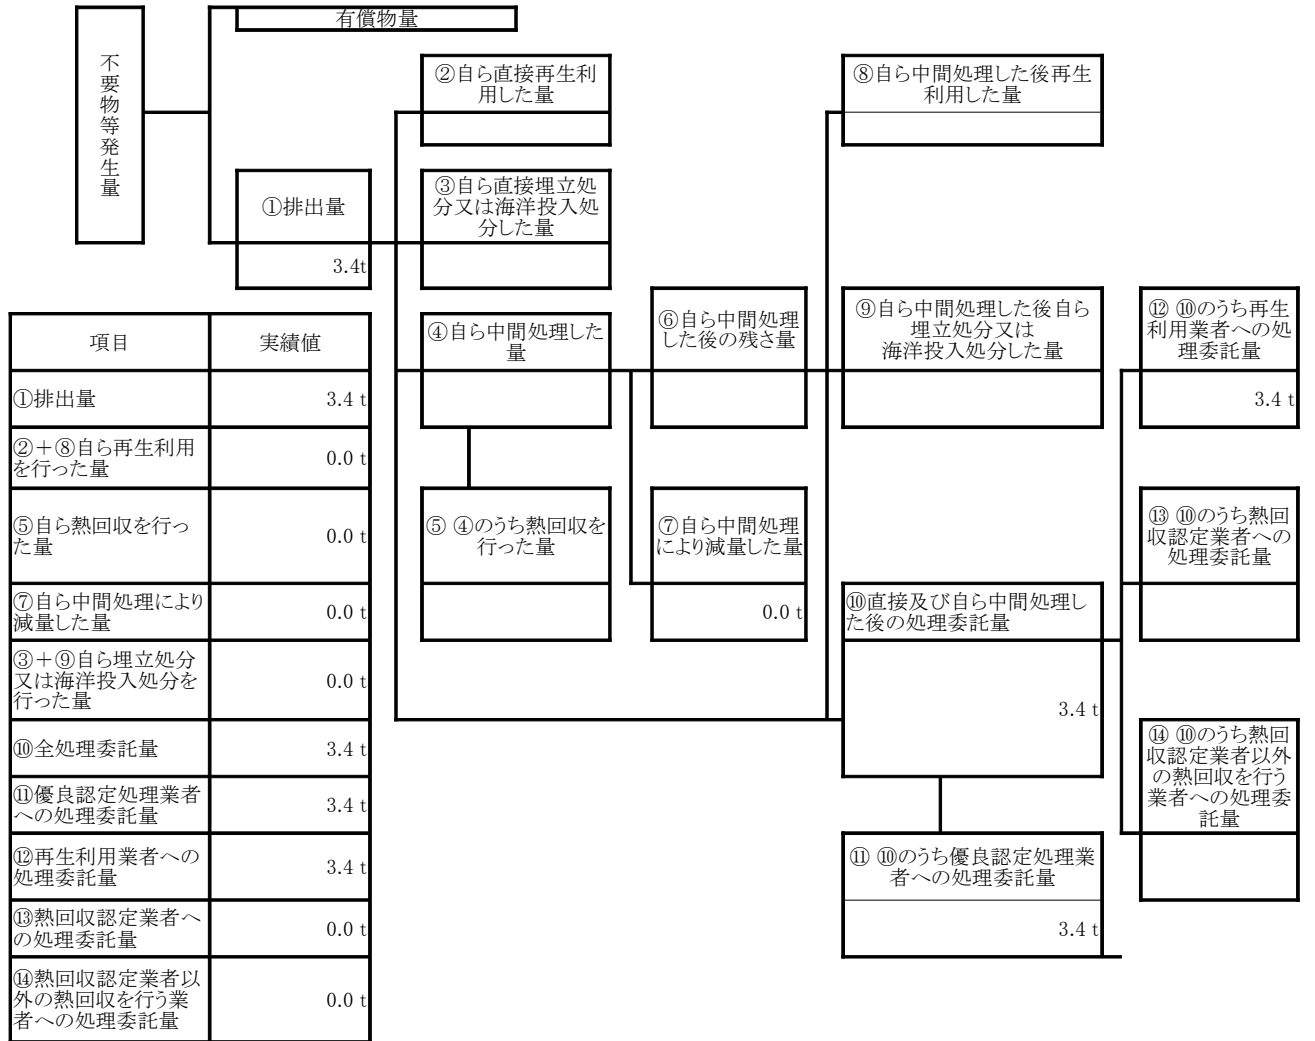 有償物量
不要物等発生量
②自ら直接再生利
用した量
⑧自ら中間処理した後再生
利用した量
①排出量
3.4t
③自ら直接埋立処
分又は海洋投入処
分した量
④自ら中間処理した
量
⑥自ら中間処理
した後の残さ量
⑨自ら中間処理した後自ら
埋立処分又は
海洋投入処分した量
⑫ ⑩のうち再生
利用業者への処
理委託量
3.4 t
⑤ ④のうち熱回収を
行った量
⑦自ら中間処理
により減量した量
0.0 t
⑬ ⑩のうち熱回
収認定業者への
処理委託量
⑩直接及び自ら中間処理し
た後の処理委託量
3.4 t
⑭ ⑩のうち熱回
収認定業者以外
の熱回収を行う
業者への処理委
託量
⑪ ⑩のうち優良認定処理業
者への処理委託量
3.4 t
項目 実績値
①排出量 3.4 t
②＋⑧自ら再生利用
を行った量 0.0 t
⑤自ら熱回収を行っ
た量 0.0 t
⑦自ら中間処理により
減量した量 0.0 t
③＋⑨自ら埋立処分
又は海洋投入処分を
行った量 0.0 t
⑩全処理委託量 3.4 t
⑪優良認定処理業者
への処理委託量 3.4 t
⑫再生利用業者への
処理委託量 3.4 t
⑬熱回収認定業者へ
の処理委託量 0.0 t
⑭熱回収認定業者以
外の熱回収を行う業
者への処理委託量 0.0 t